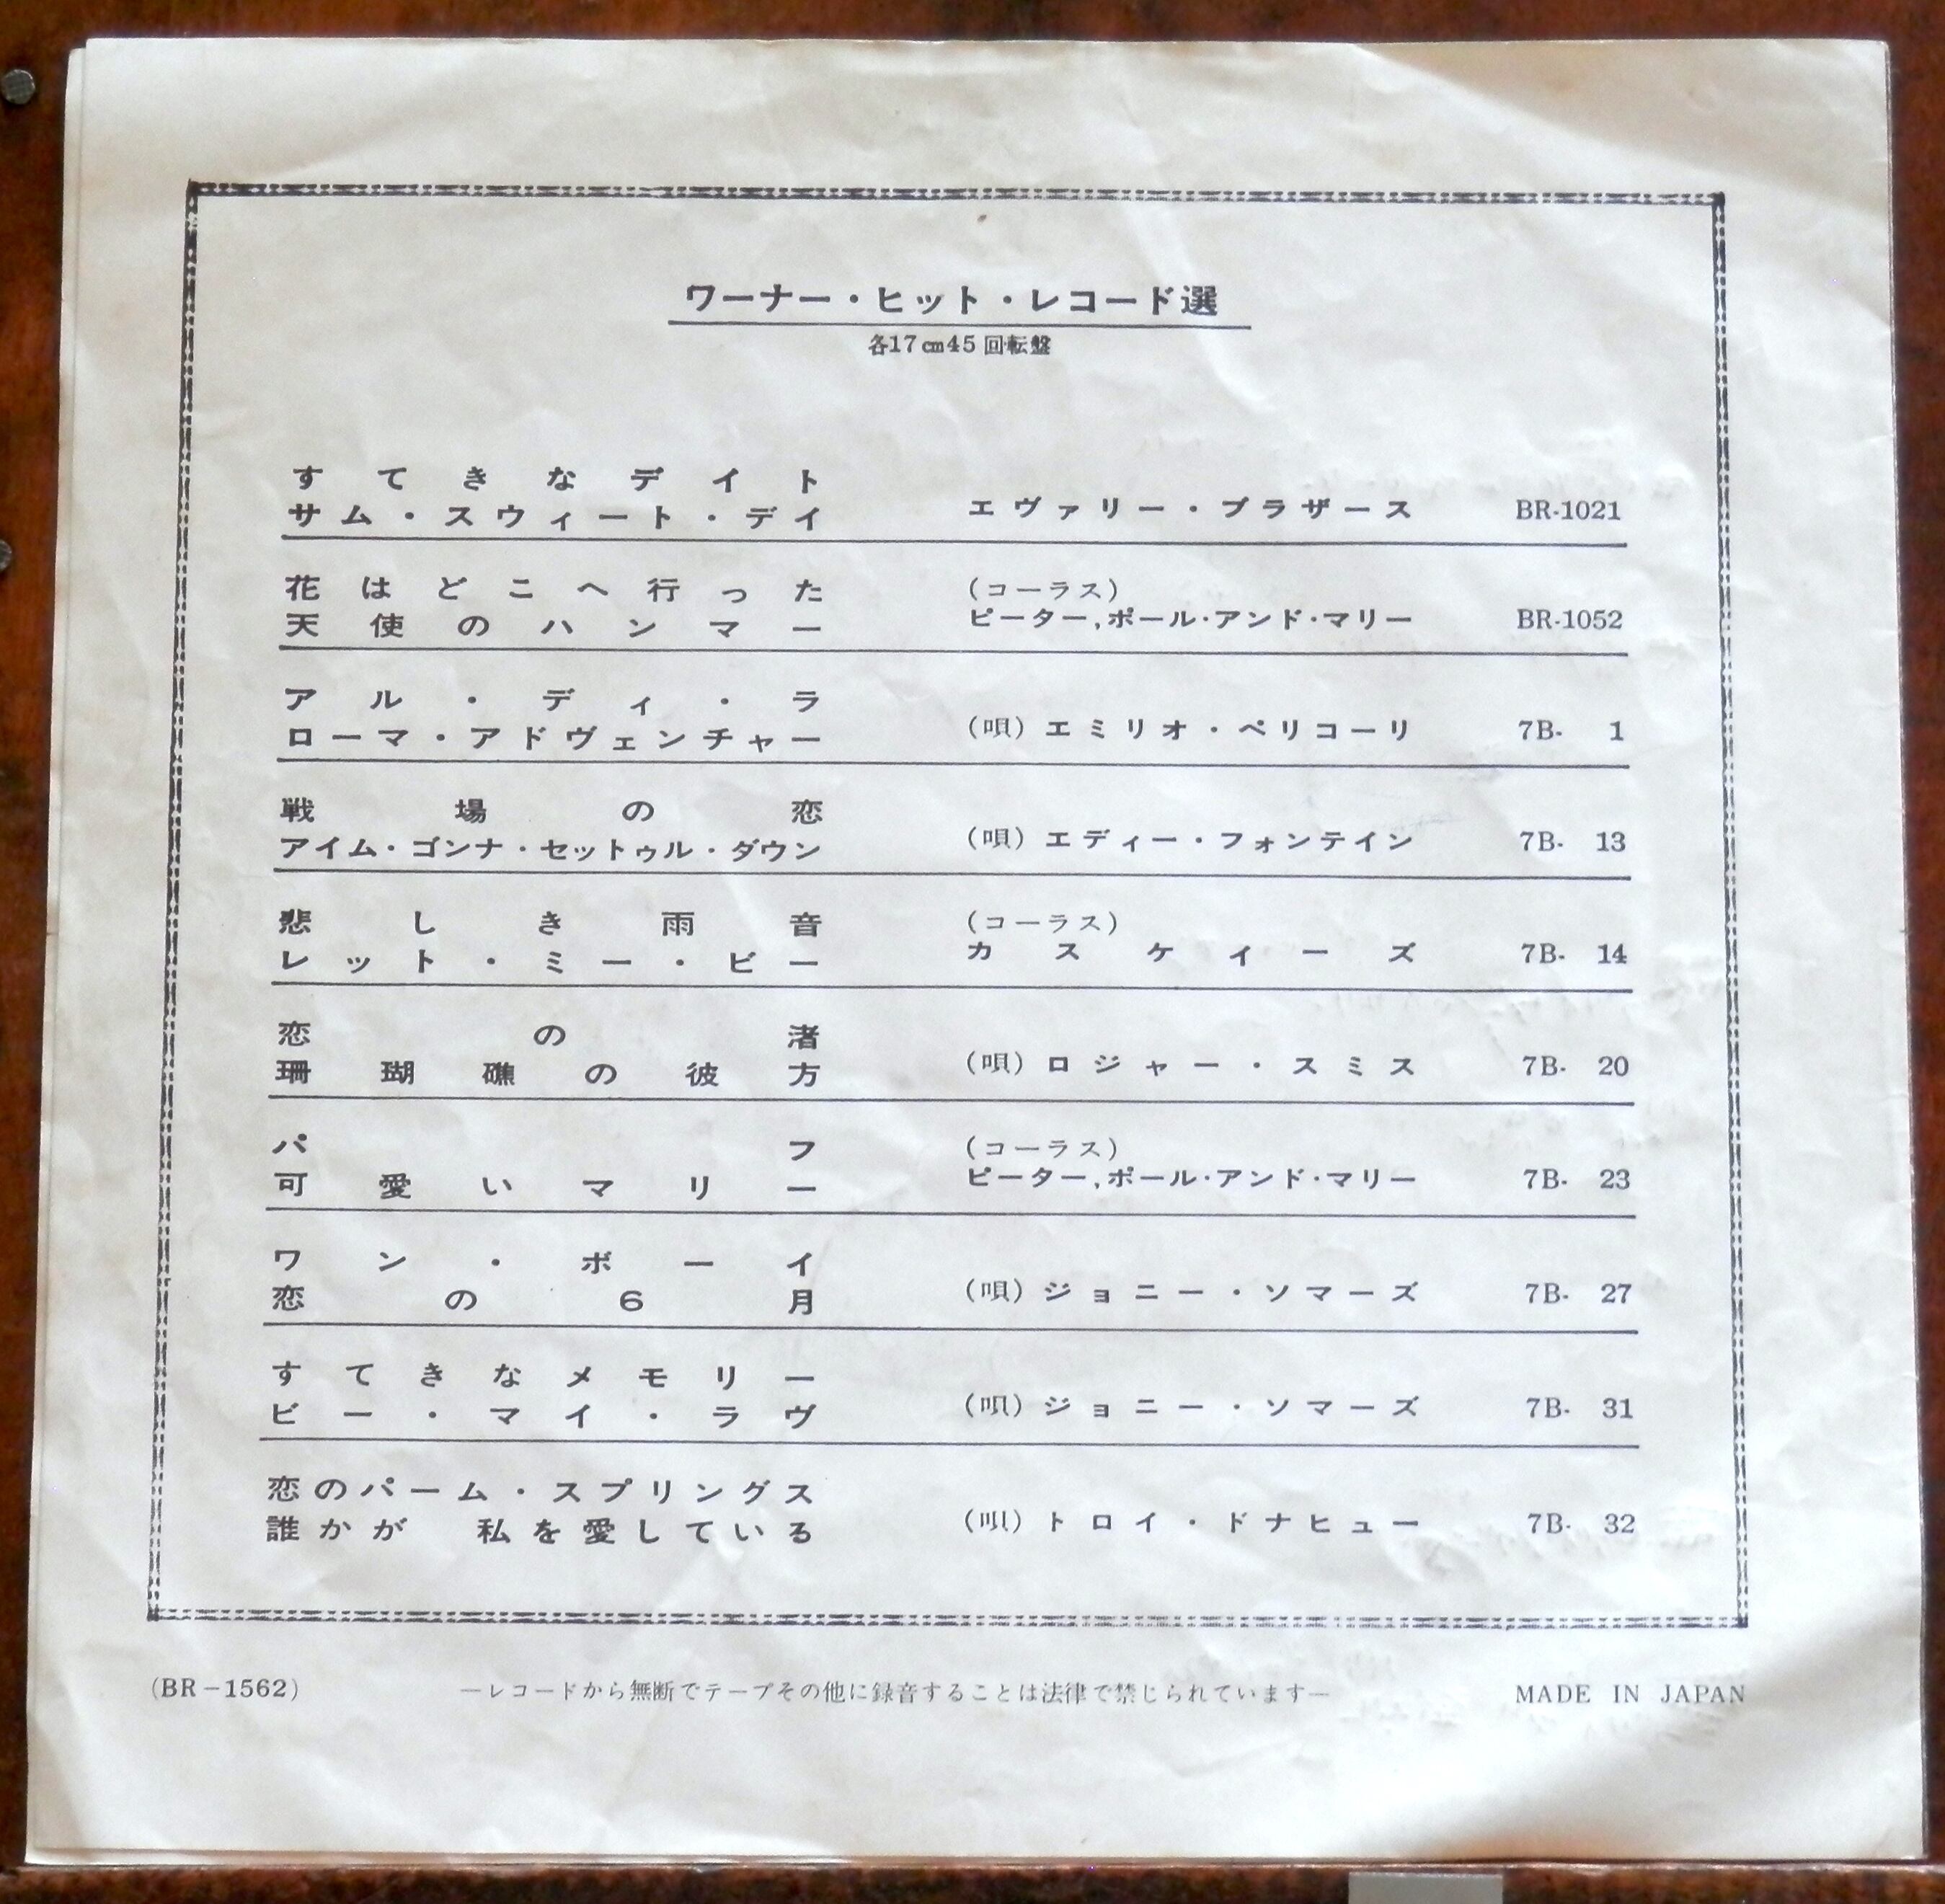 ワーナー・ヒット・レコード選
各17cm45回転盤
すてきなデイト
サム・スウィート・デイ
エヴァリー・ブラザース BR-1021
花はどこへ行った
天使のハンマー
(コーラス)
ピーター,ポール・アンド・マリー BR-1052
アル・ディ・ラ
ローマ・アドヴェンチャー
(唄)エミリオ・ペリコーリ 7B- 1
戦場の恋
アイム・ゴンナ・セットゥル・ダウン
(唄)エディー・フォンテイン 7B- 13
悲しき雨音
レット・ミー・ビー
(コーラス)
カスケイーズ 7B- 14
恋の渚
珊瑚礁の彼方
(唄)ロジャー・スミス 7B- 20
パフ
可愛いマリー
(コーラス)
ピーター,ポール・アンド・マリー 7B- 23
ワン・ボーイ
恋の6月
(唄)ジョニー・ソマーズ 7B- 27
すてきなメモリー
ビー・マイ・ラヴ
(唄)ジョニー・ソマーズ 7B- 31
恋のパーム・スプリングス
誰かが 私を愛している
(唄)トロイ・ドナヒュー 7B- 32
(BR-1562) —レコードから無断でテープその他に録音することは法律で禁じられています— MADE IN JAPAN